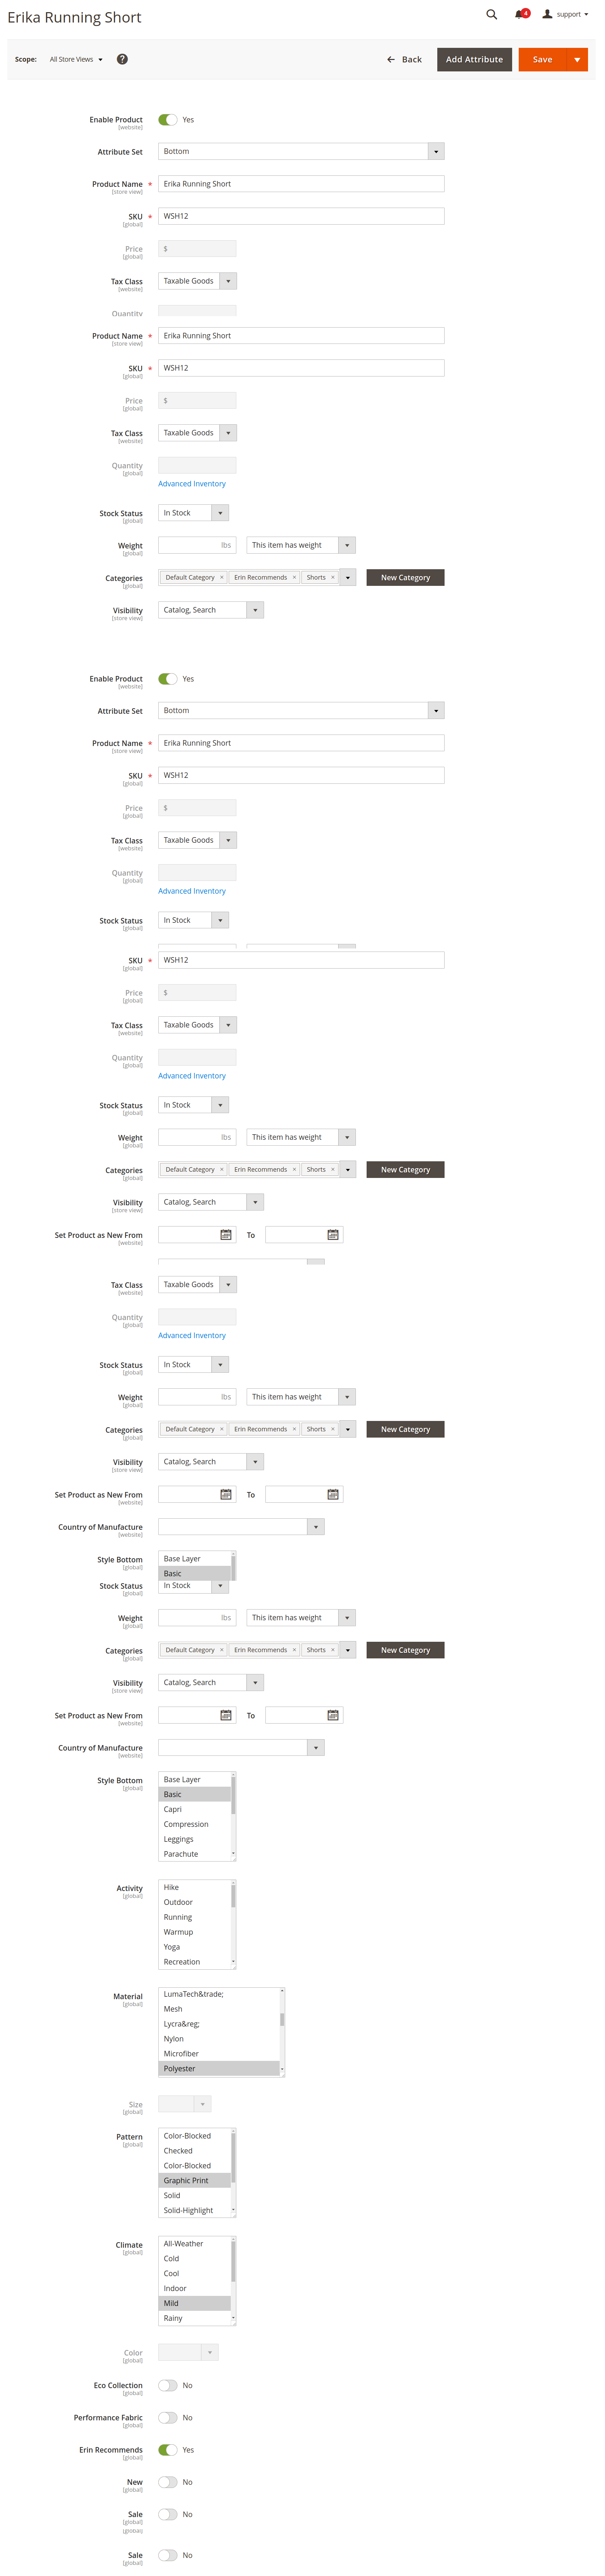 Erika Running Short
4
support
Scope: All Store Views ? Back Add Attribute Save
Enable Product Yes
[website]
Attribute Set Bottom
Product Name * Erika Running Short
[store view]
SKU * WSH12
[global]
Price $
[global]
Tax Class Taxable Goods
[website]
Quantity
Product Name * Erika Running Short
[store view]
SKU * WSH12
[global]
Price $
[global]
Tax Class Taxable Goods
[website]
Quantity
[global]
Advanced Inventory
Stock Status In Stock
[global]
Weight lbs This item has weight
[global]
Categories Default Category × Erin Recommends × Shorts × New Category
[global]
Visibility Catalog, Search
[store view]
Enable Product Yes
[website]
Attribute Set Bottom
Product Name * Erika Running Short
[store view]
SKU * WSH12
[global]
Price $
[global]
Tax Class Taxable Goods
[website]
Quantity
[global]
Advanced Inventory
Stock Status In Stock
[global]
SKU * WSH12
[global]
Price $
[global]
Tax Class Taxable Goods
[website]
Quantity
[global]
Advanced Inventory
Stock Status In Stock
[global]
Weight lbs This item has weight
[global]
Categories Default Category × Erin Recommends × Shorts × New Category
[global]
Visibility Catalog, Search
[store view]
Set Product as New From To
[website]
Tax Class Taxable Goods
[website]
Quantity
[global]
Advanced Inventory
Stock Status In Stock
[global]
Weight lbs This item has weight
[global]
Categories Default Category × Erin Recommends × Shorts × New Category
[global]
Visibility Catalog, Search
[store view]
Set Product as New From To
[website]
Country of Manufacture
[website]
Style Bottom Base Layer
[global]
Basic
Stock Status In Stock
[global]
Weight lbs This item has weight
[global]
Categories Default Category × Erin Recommends × Shorts × New Category
[global]
Visibility Catalog, Search
[store view]
Set Product as New From To
[website]
Country of Manufacture
[website]
Style Bottom Base Layer
[global]
Basic
Capri
Compression
Leggings
Parachute
Activity Hike
[global]
Outdoor
Running
Warmup
Yoga
Recreation
Material LumaTech&trade;
[global]
Mesh
Lycra&reg;
Nylon
Microfiber
Polyester
Size
[global]
Pattern Color-Blocked
[global]
Checked
Color-Blocked
Graphic Print
Solid
Solid-Highlight
Climate All-Weather
[global]
Cold
Cool
Indoor
Mild
Rainy
Color
[global]
Eco Collection No
[global]
Performance Fabric No
[global]
Erin Recommends Yes
[global]
New No
[global]
Sale No
[global]
[global]
Sale No
[global]